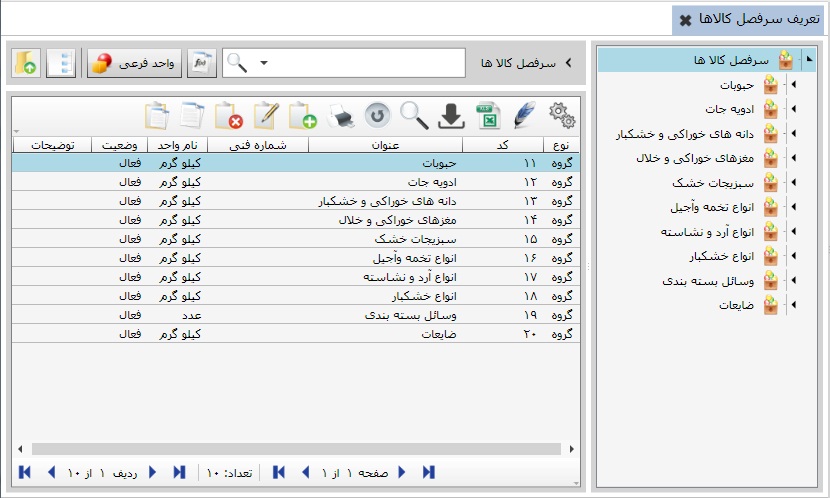 تعریف سرفصل کالاها
سرفصل کالا ها
حبوبات
ادویه جات
دانه های خوراکی و خشکبار
مغزهای خوراکی و خلال
سبزیجات خشک
انواع تخمه وآجیل
انواع آرد و نشاسته
انواع خشکبار
وسائل بسته بندی
ضایعات
سرفصل کالا ها
f(x) واحد فرعی
نوع کد عنوان شماره فنی نام واحد وضعیت توضیحات
گروه ۱۱ حبوبات کیلو گرم فعال
گروه ۱۲ ادویه جات کیلو گرم فعال
گروه ۱۳ دانه های خوراکی و خشکبار کیلو گرم فعال
گروه ۱۴ مغزهای خوراکی و خلال کیلو گرم فعال
گروه ۱۵ سبزیجات خشک کیلو گرم فعال
گروه ۱۶ انواع تخمه وآجیل کیلو گرم فعال
گروه ۱۷ انواع آرد و نشاسته کیلو گرم فعال
گروه ۱۸ انواع خشکبار کیلو گرم فعال
گروه ۱۹ وسائل بسته بندی عدد فعال
گروه ۲۰ ضایعات کیلو گرم فعال
صفحه ۱ از ۱ تعداد: ۱۰ ردیف ۱ از ۱۰